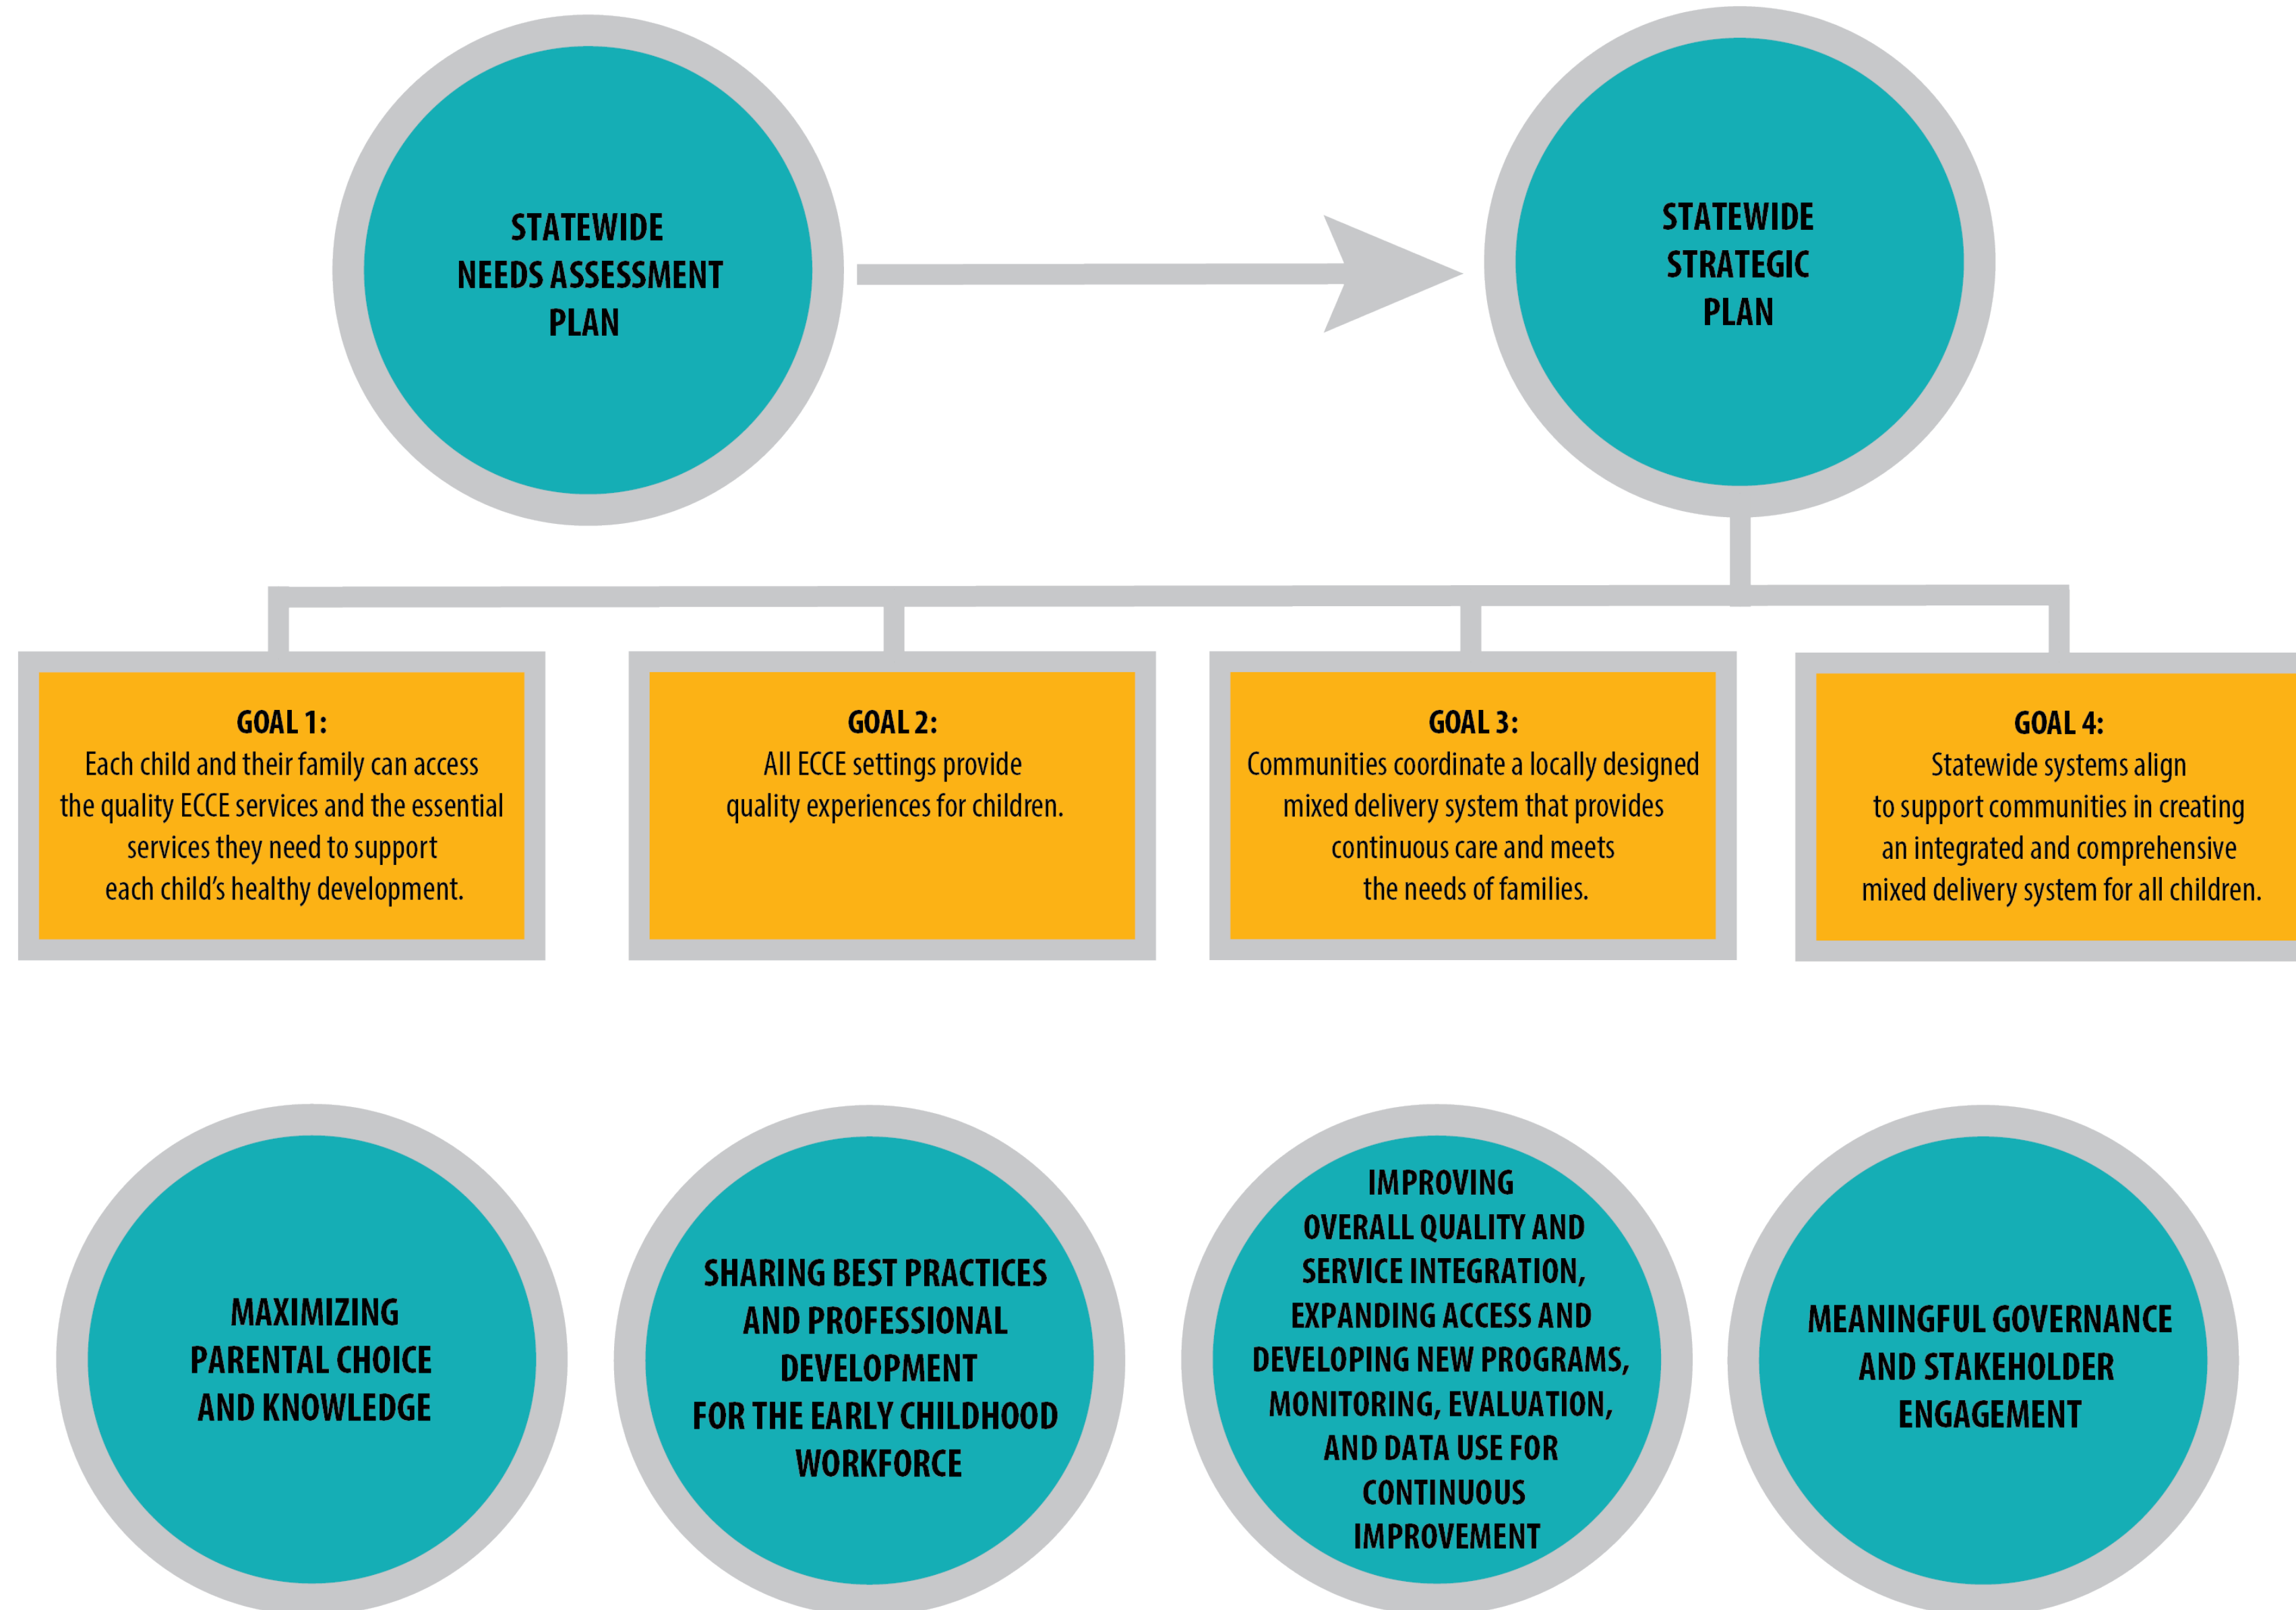 STATEWIDE
NEEDS ASSESSMENT
PLAN
STATEWIDE
STRATEGIC
PLAN
GOAL 1:
Each child and their family can access
the quality ECCE services and the essential
services they need to support
each child's healthy development.
GOAL 2:
All ECCE settings provide
quality experiences for children.
GOAL 3:
Communities coordinate a locally designed
mixed delivery system that provides
continuous care and meets
the needs of families.
GOAL 4:
Statewide systems align
to support communities in creating
an integrated and comprehensive
mixed delivery system for all children.
MAXIMIZING
PARENTAL CHOICE
AND KNOWLEDGE
SHARING BEST PRACTICES
AND PROFESSIONAL
DEVELOPMENT
FOR THE EARLY CHILDHOOD
WORKFORCE
IMPROVING
OVERALL QUALITY AND
SERVICE INTEGRATION,
EXPANDING ACCESS AND
DEVELOPING NEW PROGRAMS,
MONITORING, EVALUATION,
AND DATA USE FOR
CONTINUOUS
IMPROVEMENT
MEANINGFUL GOVERNANCE
AND STAKEHOLDER
ENGAGEMENT